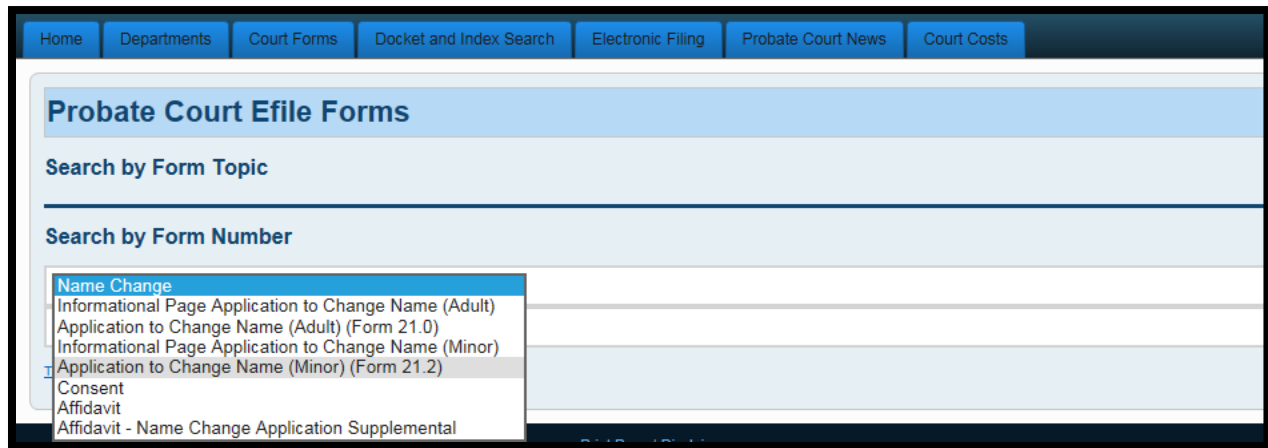 Home Departments Court Forms Docket and Index Search Electronic Filing Probate Court News Court Costs
Probate Court Efile Forms
Search by Form Topic
Search by Form Number
Name Change
Informational Page Application to Change Name (Adult)
Application to Change Name (Adult) (Form 21.0)
Informational Page Application to Change Name (Minor)
Application to Change Name (Minor) (Form 21.2)
Consent
Affidavit
Affidavit - Name Change Application Supplemental